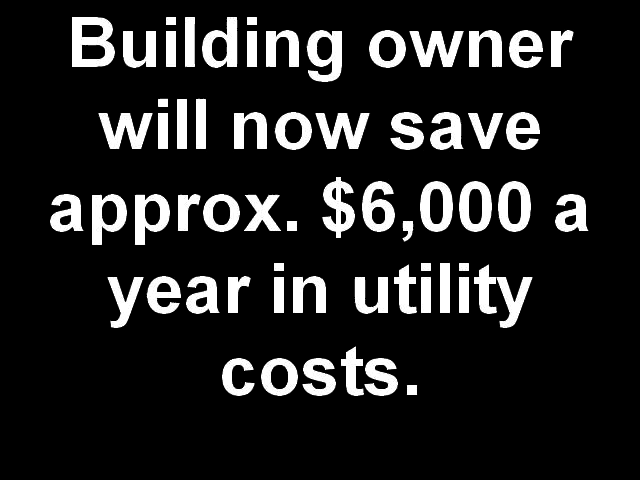 Building owner
will now save
approx. $6,000 a
year in utility
costs.